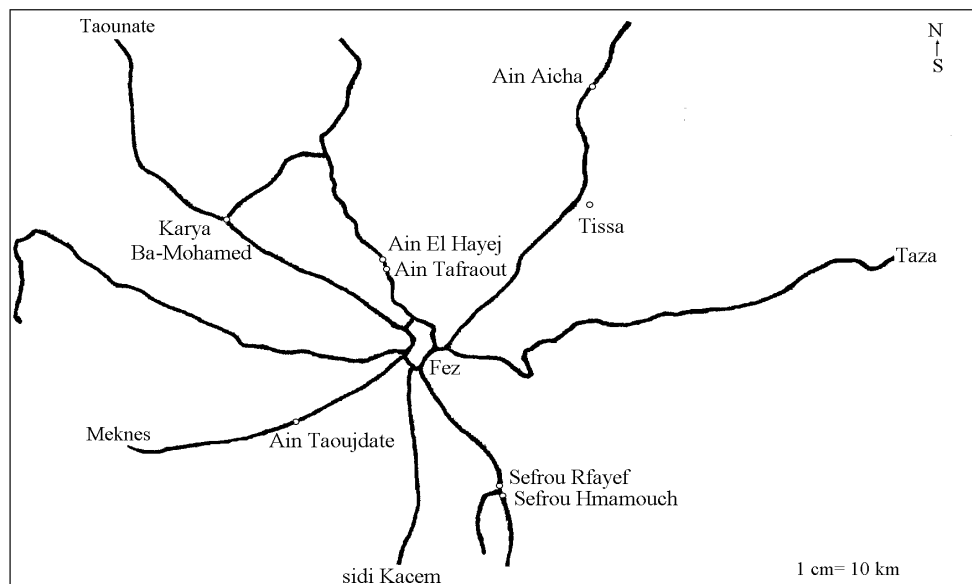 Taounate
N
↑
S
Ain Aicha
Karya
Ba-Mohamed
Tissa
Ain El Hayej
Ain Tafraout
Taza
Fez
Meknes
Ain Taoujdate
Sefrou Rfayef
Sefrou Hmamouch
sidi Kacem
1 cm= 10 km